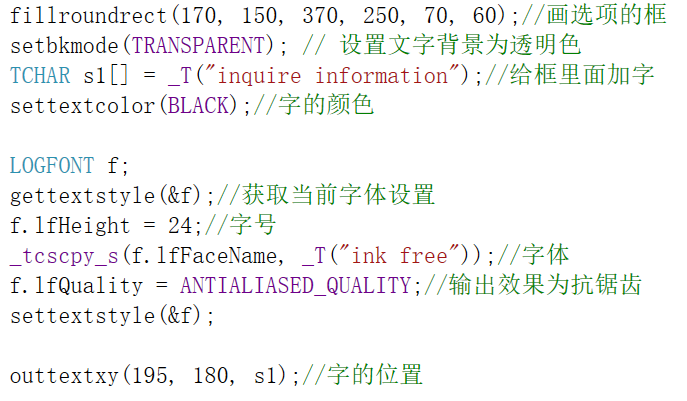 fillroundrect(170, 150, 370, 250, 70, 60);//画选项的框
setbkmode(TRANSPARENT); // 设置文字背景为透明色
TCHAR s1[] = _T("inquire information");//给框里面加字
settextcolor(BLACK);//字的颜色
LOGFONT f;
gettextstyle(&f);//获取当前字体设置
f.lfHeight = 24;//字号
_tcscpy_s(f.lfFaceName, _T("ink free"));//字体
f.lfQuality = ANTIALIASED_QUALITY;//输出效果为抗锯齿
settextstyle(&f);
outtextxy(195, 180, s1);//字的位置